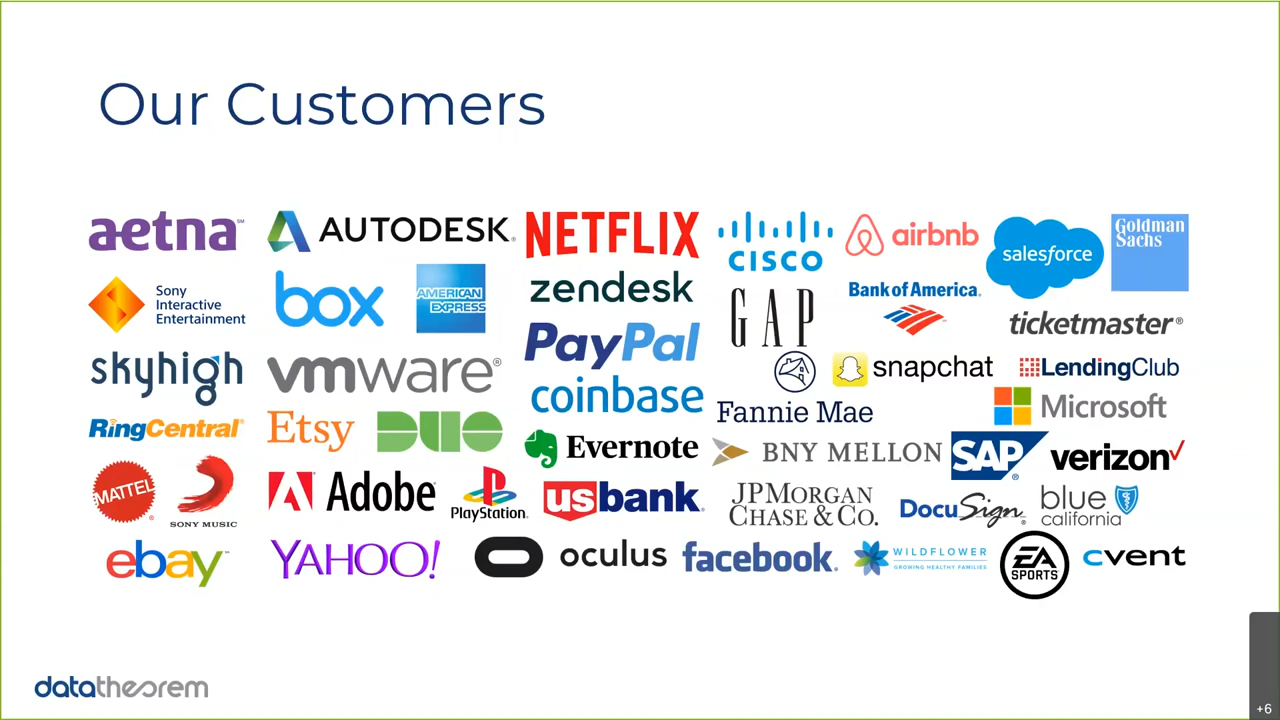 Our Customers
aetna℠
AUTODESK®
NETFLIX
CISCO
airbnb
salesforce
Goldman
Sachs
Sony
Interactive
Entertainment
box
AMERICAN
EXPRESS
zendesk
GAP
Bank of America.
ticketmaster®
PayPal
skyhigh
vmware®
coinbase
Fannie Mae
snapchat
LendingClub
Microsoft
RingCentral®
Etsy
DUO
Evernote
BNY MELLON
SAP®
verizon✓
MATTEL®
SONY MUSIC
Adobe®
PlayStation®
usbank®
JPMORGAN
CHASE & CO.
DocuSign®
blue
california
ebay™
YAHOO!
oculus
facebook®
WILDFLOWER
GROWING HEALTHY FAMILIES
EA
SPORTS
cvent
datatheorem
+6